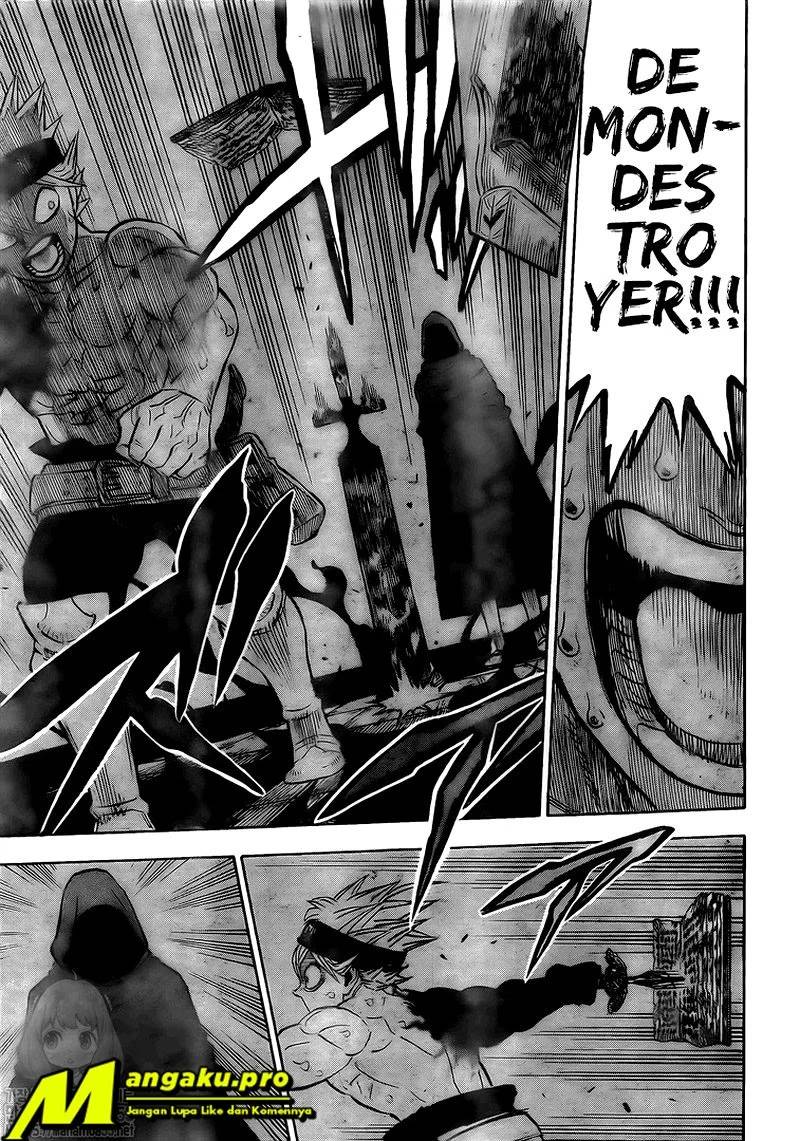 DE
MON-
DES
TRO
YER!!!
Mangaku.pro
Jangan Lupa Like dan Komennya